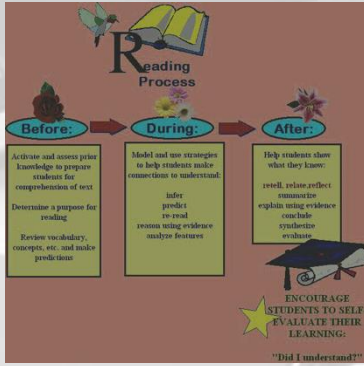 Reading
Process
Before:
Activate and assess prior
knowledge to prepare
students for
comprehension of text
Determine a purpose for
reading
Review vocabulary,
concepts, etc. and make
predictions
During:
Model and use strategies
to help students make
connections to understand:
infer
predict
re-read
reason using evidence
analyze features
After:
Help students show
what they know:
retell, relate,reflect
summarize
explain using evidence
conclude
synthesize
evaluate
ENCOURAGE
STUDENTS TO SELF
EVALUATE THEIR
LEARNING:
"Did I understand?"